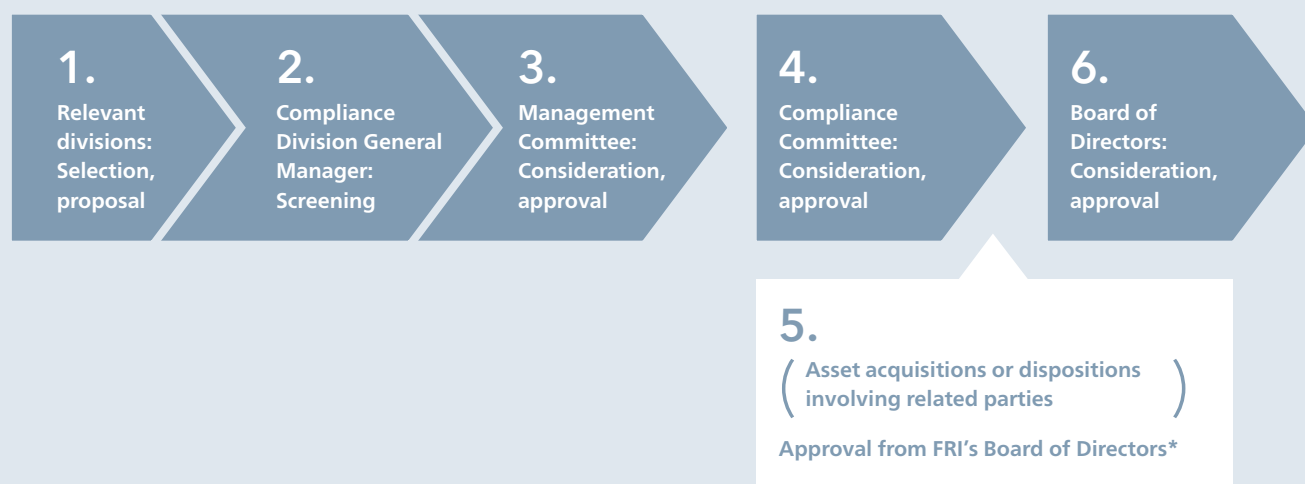 1.
Relevant
divisions:
Selection,
proposal
2.
Compliance
Division General
Manager:
Screening
3.
Management
Committee:
Consideration,
approval
4.
Compliance
Committee:
Consideration,
approval
5.
(Asset acquisitions or dispositions
involving related parties)
Approval from FRI’s Board of Directors*
6.
Board of
Directors:
Consideration,
approval